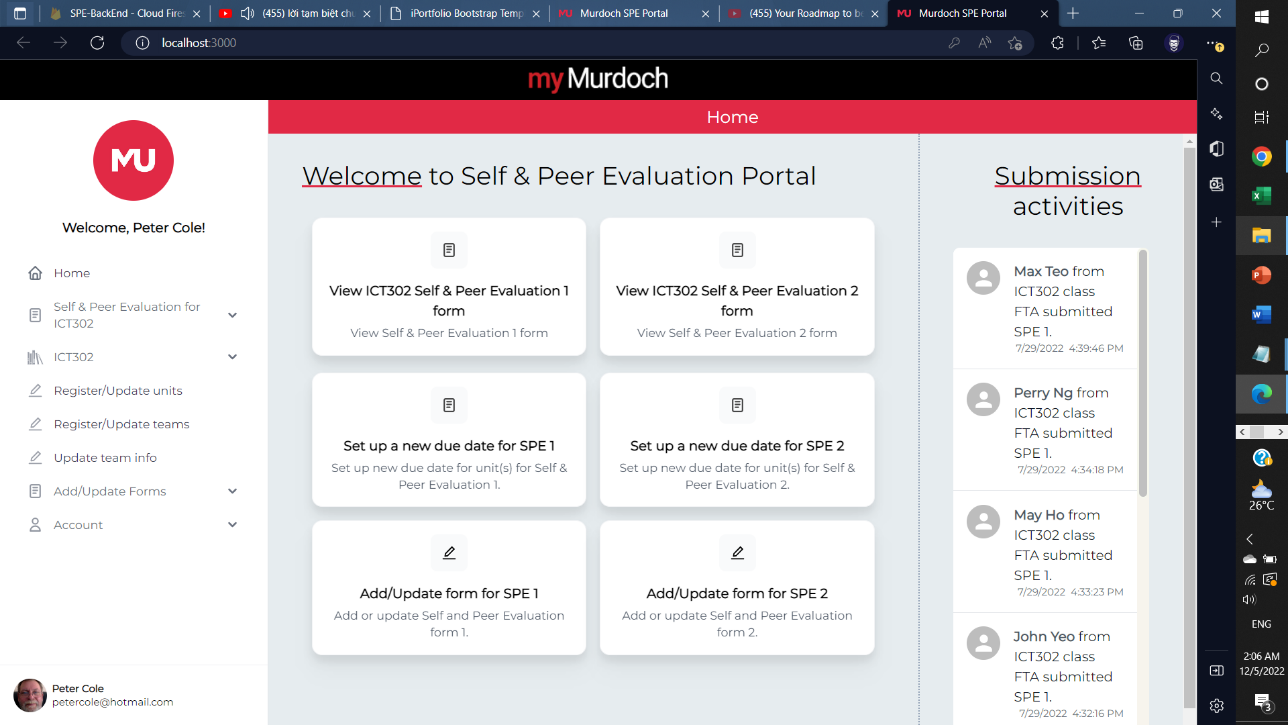 SPE-BackEnd - Cloud Fire
(455) lời tạm biệt ch
iPortfolio Bootstrap Temp
MU Murdoch SPE Portal
(455) Your Roadmap to b
MU Murdoch SPE Portal
localhost:3000
myMurdoch
Home
MU
Welcome, Peter Cole!
Home
Self & Peer Evaluation for
ICT302
ICT302
Register/Update units
Register/Update teams
Update team info
Add/Update Forms
Account
Peter Cole
petercole@hotmail.com
Welcome to Self & Peer Evaluation Portal
View ICT302 Self & Peer Evaluation 1
form
View Self & Peer Evaluation 1 form
View ICT302 Self & Peer Evaluation 2
form
View Self & Peer Evaluation 2 form
Set up a new due date for SPE 1
Set up new due date for unit(s) for Self &
Peer Evaluation 1.
Set up a new due date for SPE 2
Set up new due date for unit(s) for Self &
Peer Evaluation 2.
Add/Update form for SPE 1
Add or update Self and Peer Evaluation
form 1.
Add/Update form for SPE 2
Add or update Self and Peer Evaluation
form 2.
Submission
activities
Max Teo from
ICT302 class
FTA submitted
SPE 1.
7/29/2022 4:39:46 PM
Perry Ng from
ICT302 class
FTA submitted
SPE 1.
7/29/2022 4:34:18 PM
May Ho from
ICT302 class
FTA submitted
SPE 1.
7/29/2022 4:33:23 PM
John Yeo from
ICT302 class
FTA submitted
SPE 1.
7/29/2022 4:32:16 PM
26°C
ENG
2:06 AM
12/5/2022
3